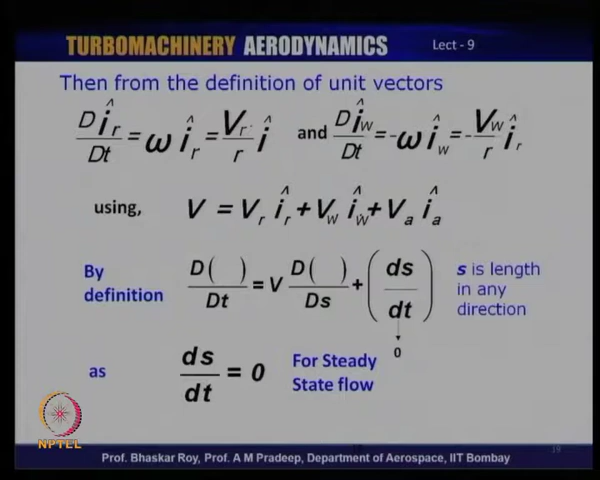 TURBOMACHINERY AERODYNAMICS Lect - 9
Then from the definition of unit vectors
Dî_r/Dt = ω î_r = V_r/r î and Dî_w/Dt = -ω î_w = -V_w/r î_r
using, V = V_r î_r + V_w î_w + V_a î_a
By definition D( )/Dt = V D( )/Ds + (ds/dt) s is length in any direction
0
as ds/dt = 0 For Steady State flow
NPTEL
Prof. Bhaskar Roy, Prof. A M Pradeep, Department of Aerospace, IIT Bombay
19